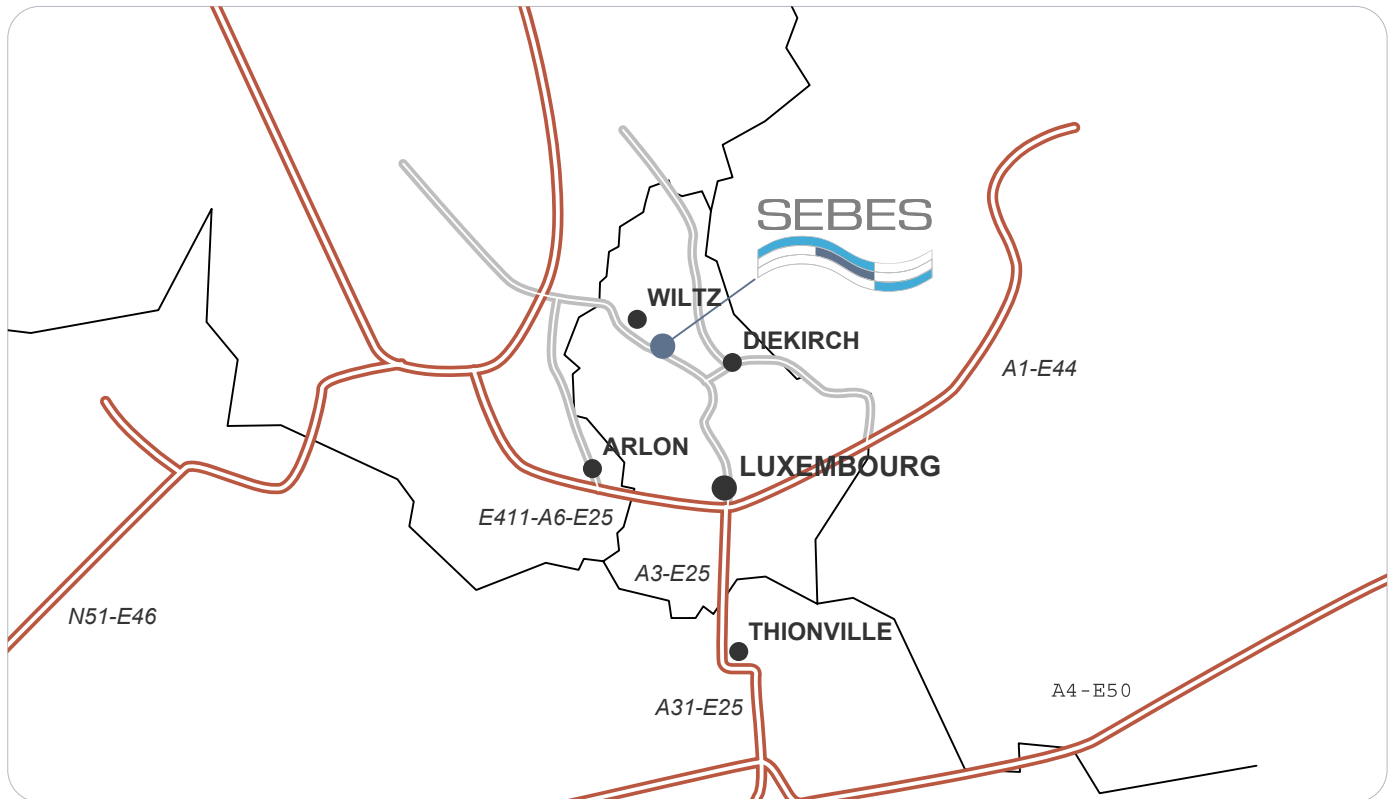 SEBES
WILTZ
DIEKIRCH
A1-E44
ARLON
LUXEMBOURG
E411-A6-E25
A3-E25
N51-E46
THIONVILLE
A4-E50
A31-E25